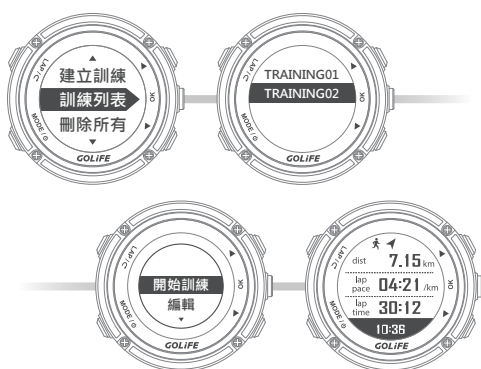 LAP/
建立訓練
訓練列表
刪除所有
OK
MODE/
GOLiFE
LAP/
TRAINING01
TRAINING02
OK
MODE/
GOLiFE
LAP/
開始訓練
編輯
OK
MODE/
GOLiFE
LAP/
dist 7.15 km
lap pace 04:21 /km
lap time 30:12
10:36
OK
MODE/
GOLiFE